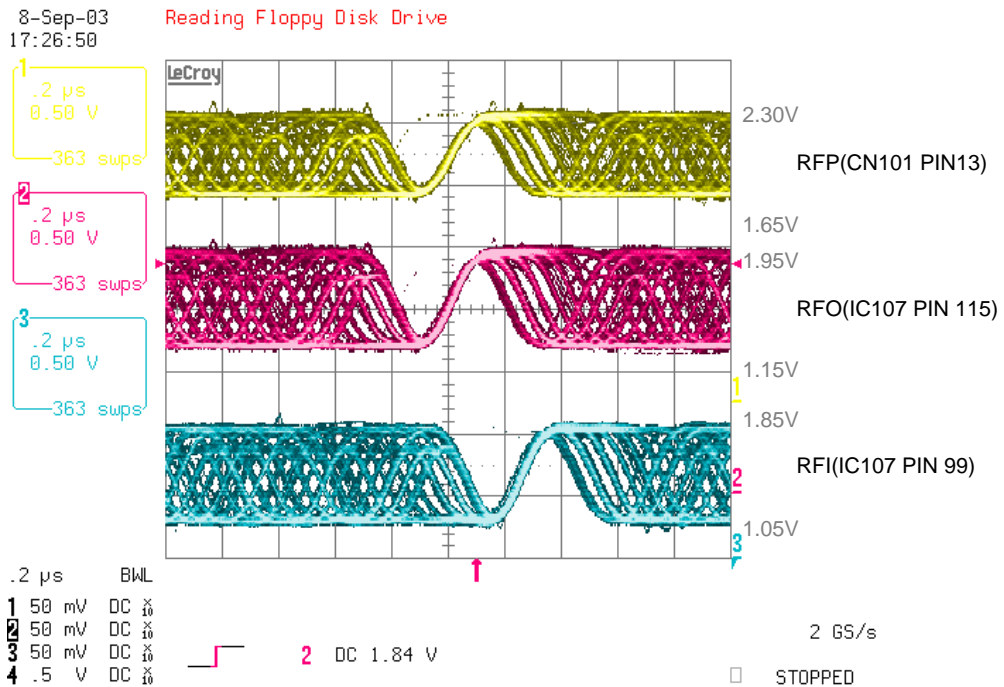 8-Sep-03
17:26:50
Reading Floppy Disk Drive
1
.2 µs
0.50 V
363 swps
2
.2 µs
0.50 V
363 swps
3
.2 µs
0.50 V
363 swps
LeCroy
2.30V
RFP(CN101 PIN13)
1.65V
1.95V
RFO(IC107 PIN 115)
1.15V
1
1.85V
RFI(IC107 PIN 99)
2
1.05V
3
.2 µs BWL
1 50 mV DC X10
2 50 mV DC X10
3 50 mV DC X10
4 .5 V DC X10
2 DC 1.84 V
2 GS/s
STOPPED